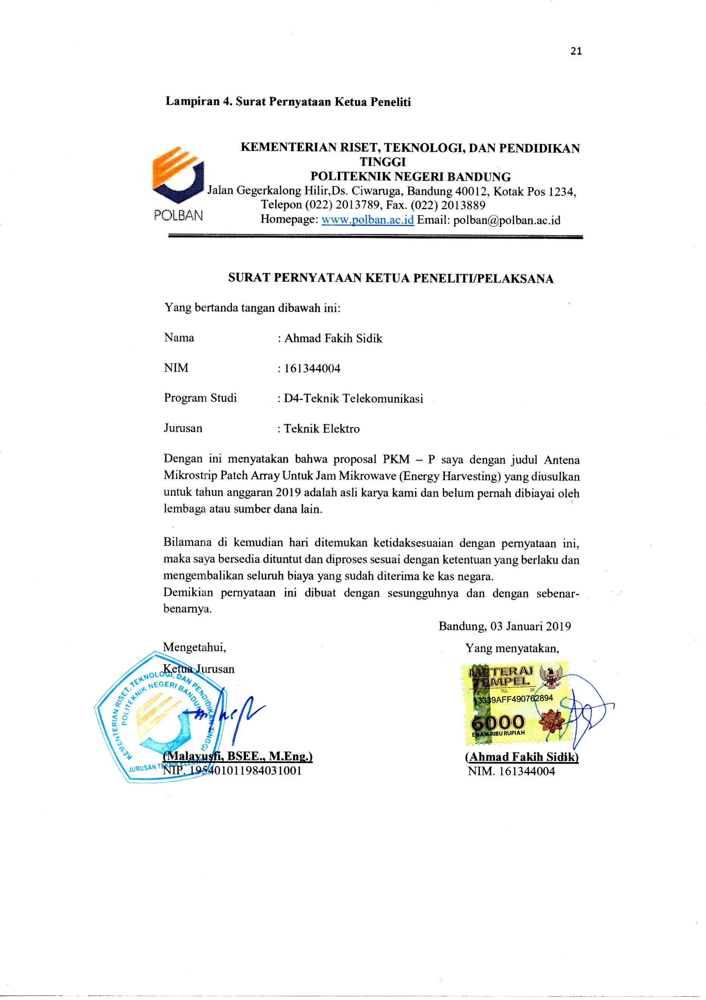 21
Lampiran 4. Surat Pernyataan Ketua Peneliti
KEMENTERIAN RISET, TEKNOLOGI, DAN PENDIDIKAN
TINGGI
POLITEKNIK NEGERI BANDUNG
Jalan Gegerkalong Hilir,Ds. Ciwaruga, Bandung 40012, Kotak Pos 1234,
Telepon (022) 2013789, Fax. (022) 2013889
Homepage: www.polban.ac.id Email: polban@polban.ac.id
POLBAN
SURAT PERNYATAAN KETUA PENELITI/PELAKSANA
Yang bertanda tangan dibawah ini:
Nama : Ahmad Fakih Sidik
NIM : 161344004
Program Studi : D4-Teknik Telekomunikasi
Jurusan : Teknik Elektro
Dengan ini menyatakan bahwa proposal PKM – P saya dengan judul Antena
Mikrostrip Patch Array Untuk Jam Mikrowave (Energy Harvesting) yang diusulkan
untuk tahun anggaran 2019 adalah asli karya kami dan belum pernah dibiayai oleh
lembaga atau sumber dana lain.
Bilamana di kemudian hari ditemukan ketidaksesuaian dengan pernyataan ini,
maka saya bersedia dituntut dan diproses sesuai dengan ketentuan yang berlaku dan
mengembalikan seluruh biaya yang sudah diterima ke kas negara.
Demikian pernyataan ini dibuat dengan sesungguhnya dan dengan sebenar-
benarnya.
Bandung, 03 Januari 2019
Mengetahui,
Yang menyatakan,
Ketua Jurusan
KEMENTERIAN RISET, TEKNOLOGI, DAN PENDIDIKAN TINGGI
POLITEKNIK NEGERI BANDUNG
JURUSAN TEKNIK ELEKTRO
METERAI
TEMPEL
TGL. 20
13339AFF490762894
6000
ENAM RIBU RUPIAH
(Malayusfi, BSEE., M.Eng.)
NIP. 195401011984031001
(Ahmad Fakih Sidik)
NIM. 161344004